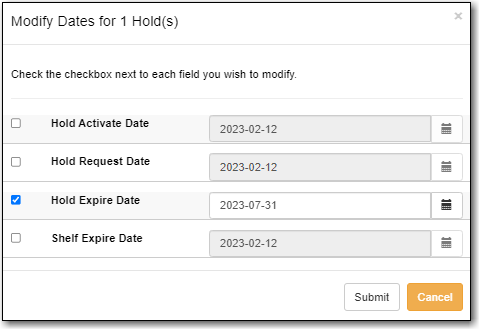 Modify Dates for 1 Hold(s)
×
Check the checkbox next to each field you wish to modify.
Hold Activate Date 2023-02-12
Hold Request Date 2023-02-12
Hold Expire Date 2023-07-31
Shelf Expire Date 2023-02-12
Submit Cancel